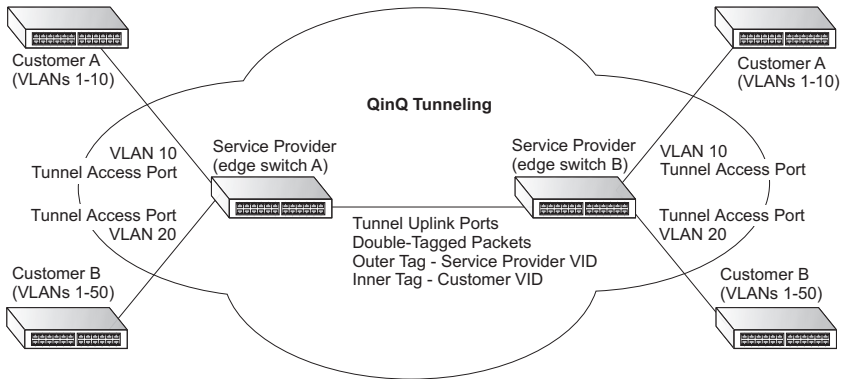 Customer A
(VLANs 1-10)
Customer A
(VLANs 1-10)
QinQ Tunneling
Service Provider
(edge switch A)
Service Provider
(edge switch B)
VLAN 10
Tunnel Access Port
VLAN 10
Tunnel Access Port
Tunnel Access Port
VLAN 20
Tunnel Uplink Ports
Double-Tagged Packets
Outer Tag - Service Provider VID
Inner Tag - Customer VID
Tunnel Access Port
VLAN 20
Customer B
(VLANs 1-50)
Customer B
(VLANs 1-50)